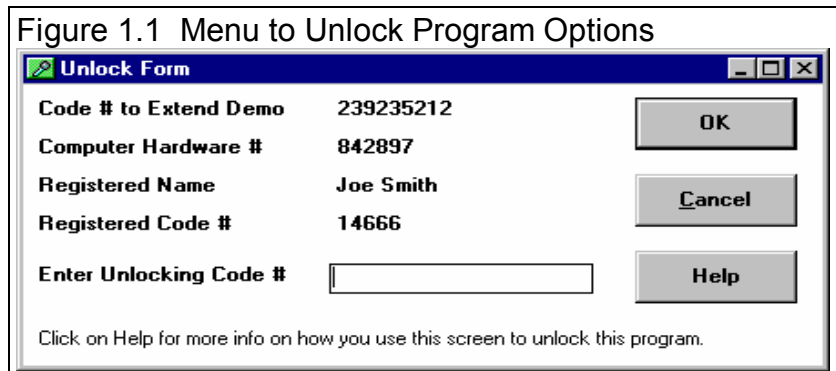 Figure 1.1 Menu to Unlock Program Options
Unlock Form
Code # to Extend Demo 239235212
OK
Computer Hardware # 842897
Registered Name Joe Smith
Cancel
Registered Code # 14666
Enter Unlocking Code #
Help
Click on Help for more info on how you use this screen to unlock this program.